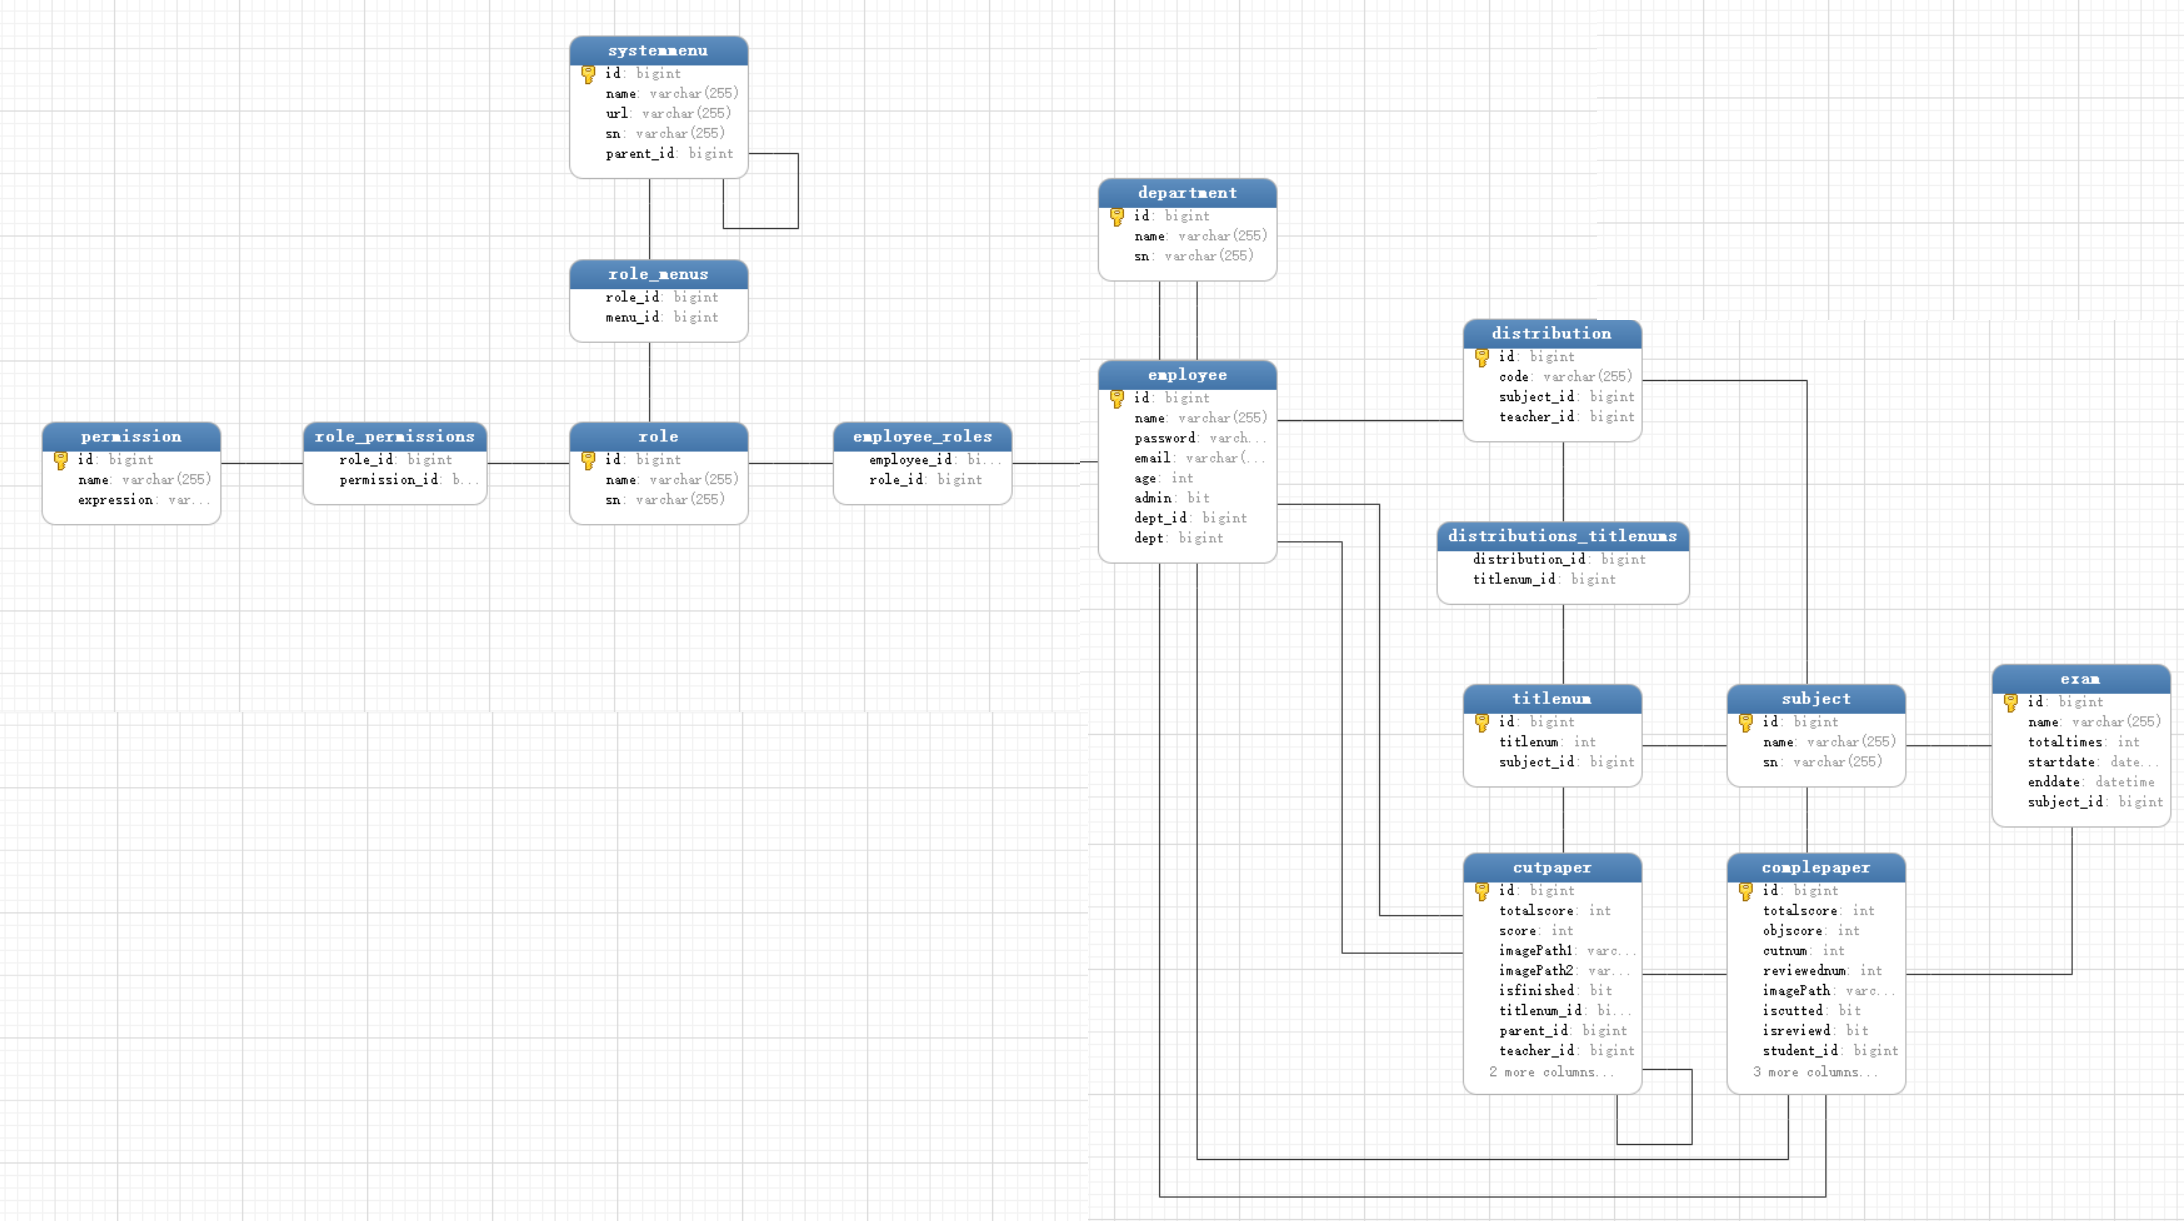 systemmenu
id: bigint
name: varchar(255)
url: varchar(255)
sn: varchar(255)
parent_id: bigint
role_menus
role_id: bigint
menu_id: bigint
permission
id: bigint
name: varchar(255)
expression: var...
role_permissions
role_id: bigint
permission_id: b...
role
id: bigint
name: varchar(255)
sn: varchar(255)
employee_roles
employee_id: bi...
role_id: bigint
department
id: bigint
name: varchar(255)
sn: varchar(255)
employee
id: bigint
name: varchar(255)
password: varch...
email: varchar(...
age: int
admin: bit
dept_id: bigint
dept: bigint
distribution
id: bigint
code: varchar(255)
subject_id: bigint
teacher_id: bigint
distributions_titlenums
distribution_id: bigint
titlenum_id: bigint
titlenum
id: bigint
titlenum: int
subject_id: bigint
subject
id: bigint
name: varchar(255)
sn: varchar(255)
exam
id: bigint
name: varchar(255)
totaltimes: int
startdate: date...
enddate: datetime
subject_id: bigint
cutpaper
id: bigint
totalscore: int
score: int
imagePath1: varc...
imagePath2: var...
isfinished: bit
titlenum_id: bi...
parent_id: bigint
teacher_id: bigint
2 more columns...
complepaper
id: bigint
totalscore: int
objscore: int
cutnum: int
reviewednum: int
imagePath: varc...
iscutted: bit
isreviewd: bit
student_id: bigint
3 more columns...